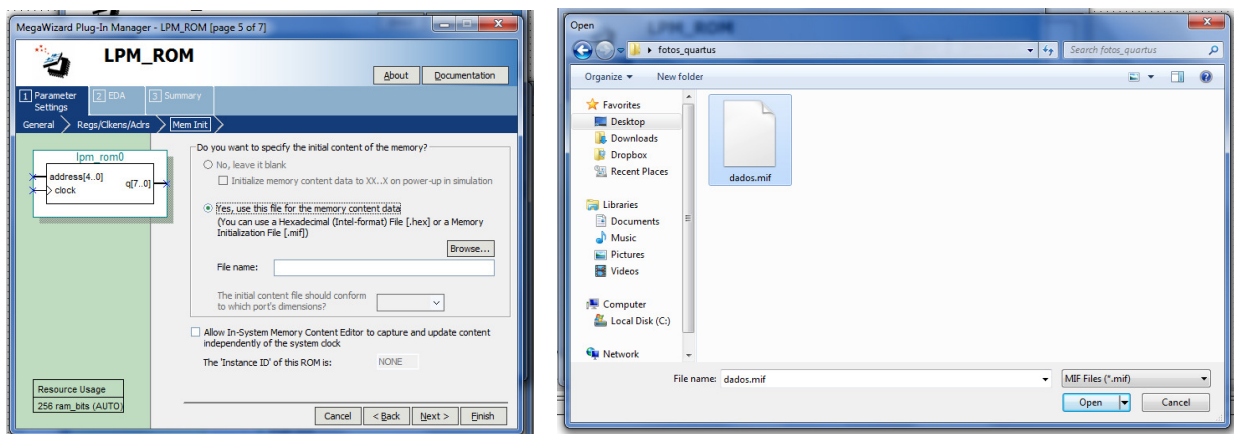 MegaWizard Plug-In Manager - LPM_ROM [page 5 of 7]
LPM_ROM
About
Documentation
1 Parameter Settings
2 EDA
3 Summary
General
Regs/Clkens/Adrs
Mem Init
lpm_rom0
address[4..0]
q[7..0]
clock
Do you want to specify the initial content of the memory?
No, leave it blank
Initialize memory content data to XX..X on power-up in simulation
Yes, use this file for the memory content data
(You can use a Hexadecimal (Intel-format) File [.hex] or a Memory
Initialization File [.mif])
Browse...
File name:
The initial content file should conform
to which port's dimensions?
Allow In-System Memory Content Editor to capture and update content
independently of the system clock
The 'Instance ID' of this ROM is:
NONE
Resource Usage
256 ram_bits (AUTO)
Cancel
< Back
Next >
Finish
Open
LPM_ROM
fotos_quartus
Search fotos_quartus
Organize
New folder
Favorites
Desktop
Downloads
Dropbox
Recent Places
Libraries
Documents
Music
Pictures
Videos
Computer
Local Disk (C:)
Network
dados.mif
File name: dados.mif
MIF Files (*.mif)
Open
Cancel